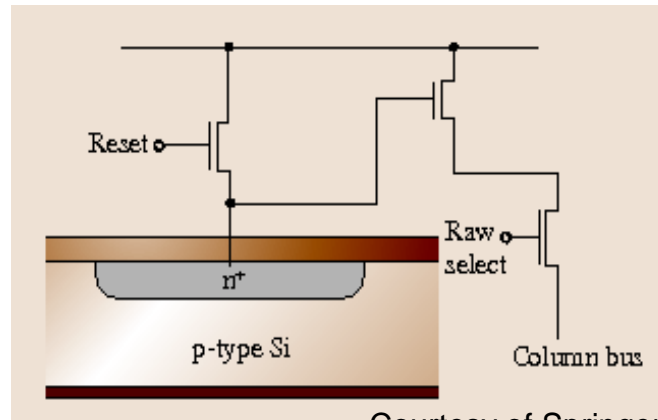 Reset
Raw
select
n+
p-type Si
Column bus
Courtesy of Springer